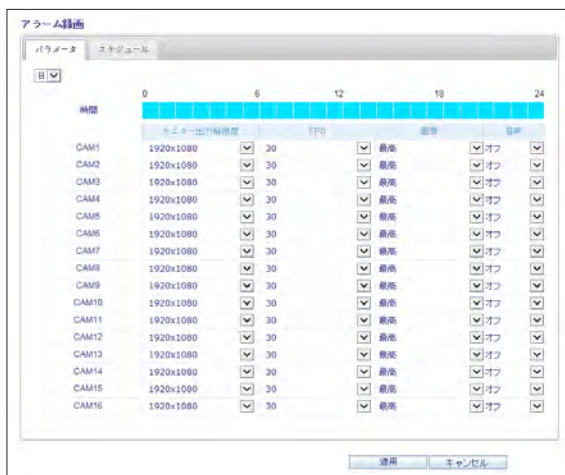 アラーム録画
パラメータ スケジュール
日
0 6 12 18 24
時間
モニター出力解像度 FPS 画質 音声
CAM1 1920x1080 30 最高 オフ
CAM2 1920x1080 30 最高 オフ
CAM3 1920x1080 30 最高 オフ
CAM4 1920x1080 30 最高 オフ
CAM5 1920x1080 30 最高 オフ
CAM6 1920x1080 30 最高 オフ
CAM7 1920x1080 30 最高 オフ
CAM8 1920x1080 30 最高 オフ
CAM9 1920x1080 30 最高 オフ
CAM10 1920x1080 30 最高 オフ
CAM11 1920x1080 30 最高 オフ
CAM12 1920x1080 30 最高 オフ
CAM13 1920x1080 30 最高 オフ
CAM14 1920x1080 30 最高 オフ
CAM15 1920x1080 30 最高 オフ
CAM16 1920x1080 30 最高 オフ
適用 キャンセル